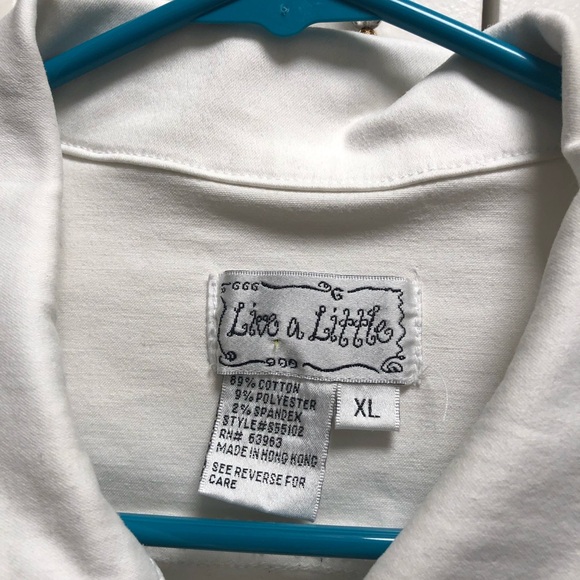 Live a Little
XL
89% COTTON
9% POLYESTER
2% SPANDEX
STYLE#S55102
RN# 63963
MADE IN HONG KONG
SEE REVERSE FOR
CARE